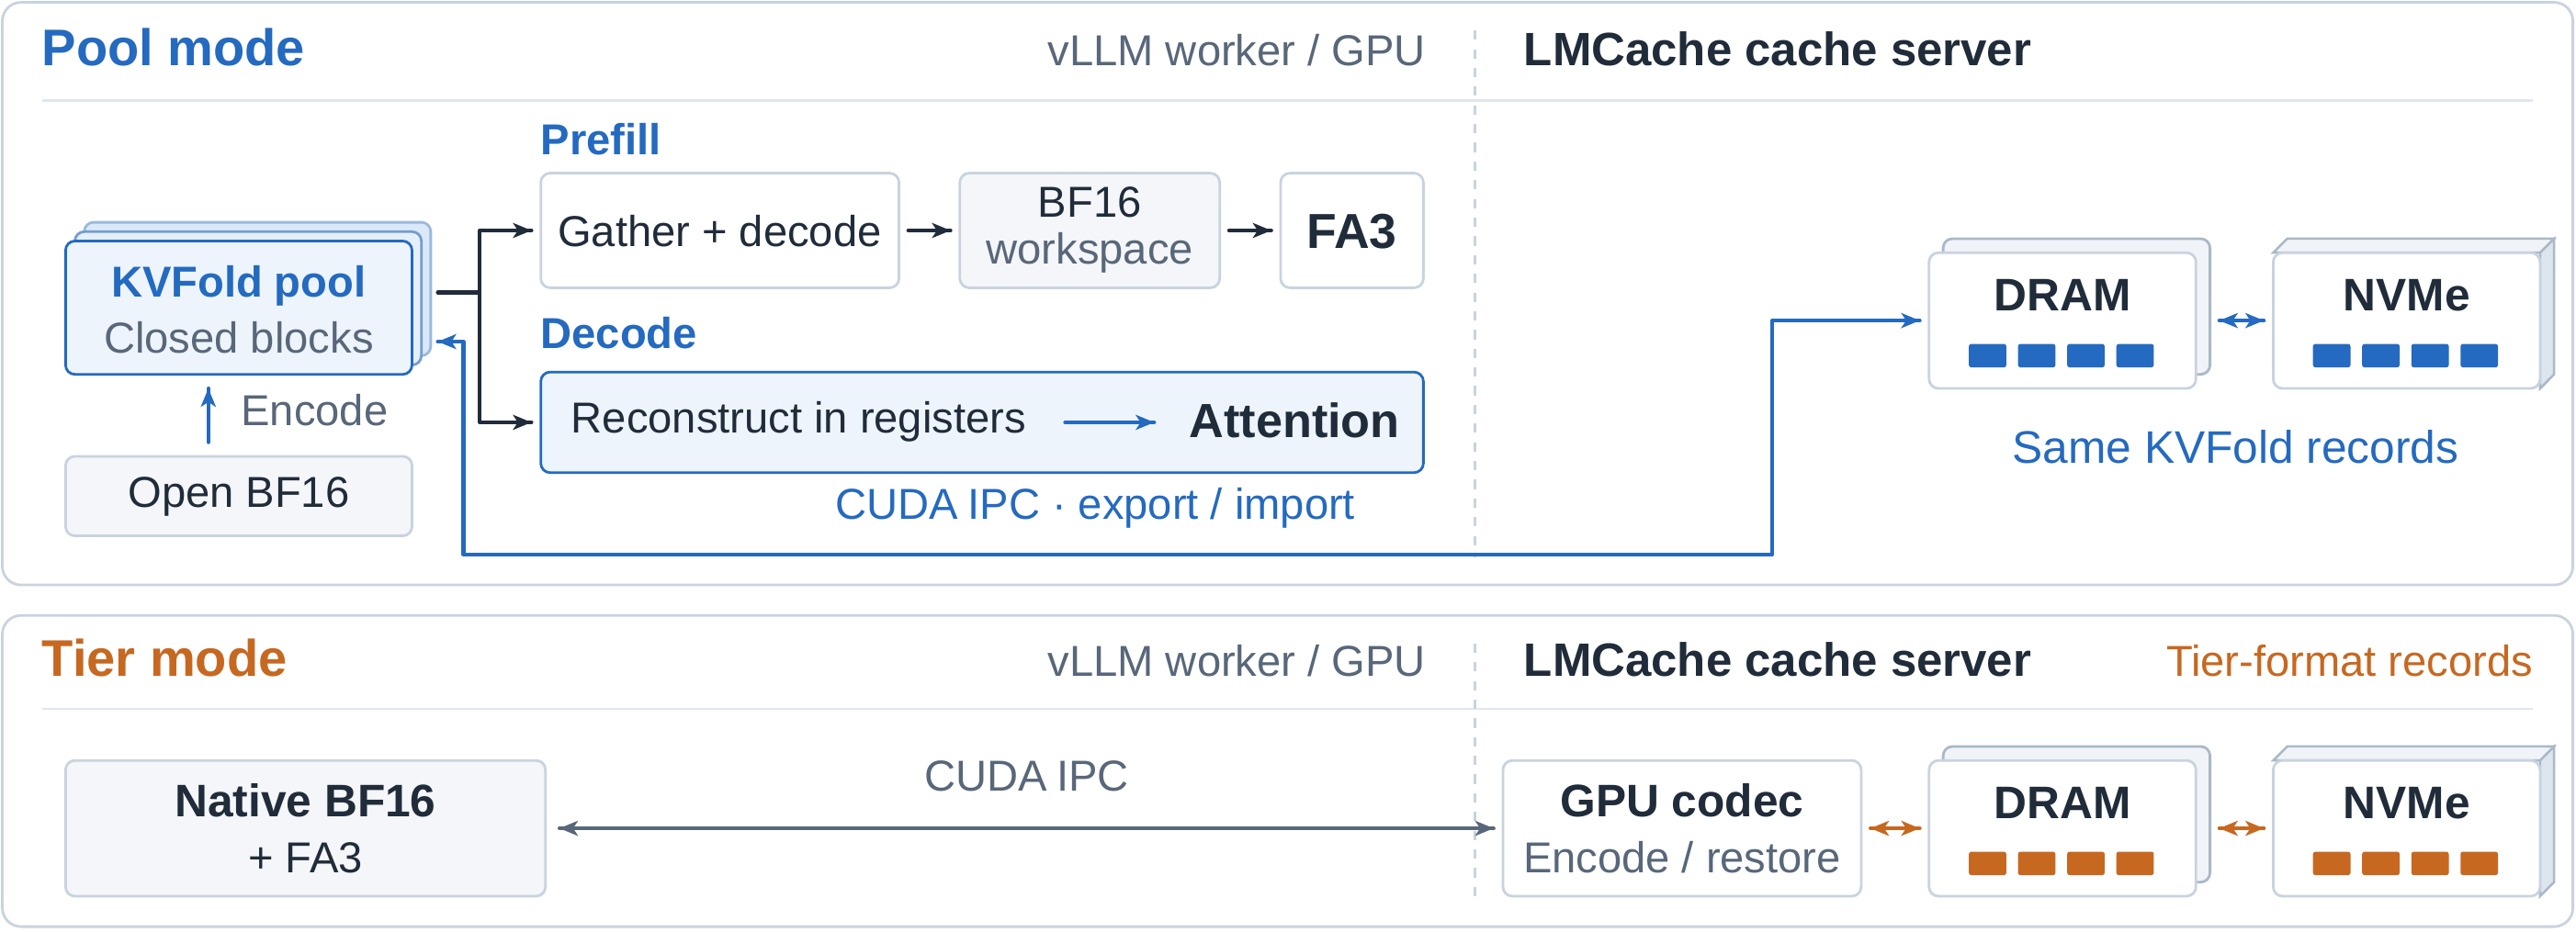 Pool mode
vLLM worker / GPU
LMCache cache server
Prefill
Gather + decode
BF16
workspace
FA3
KVFold pool
Closed blocks
Decode
Reconstruct in registers
Attention
Encode
Open BF16
CUDA IPC · export / import
DRAM
NVMe
Same KVFold records
Tier mode
vLLM worker / GPU
LMCache cache server
Tier-format records
Native BF16
+ FA3
CUDA IPC
GPU codec
Encode / restore
DRAM
NVMe